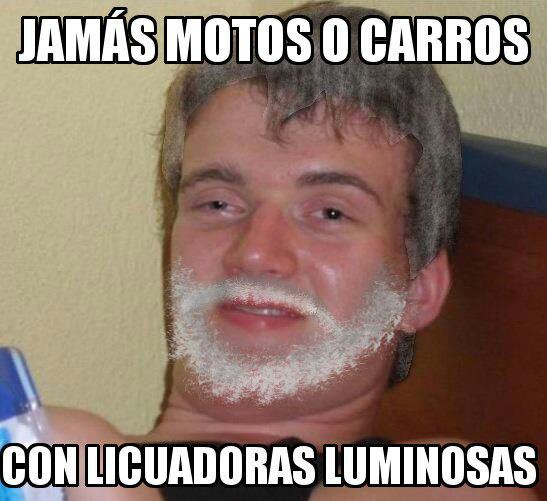 JAMÁS MOTOS O CARROS
CON LICUADORAS LUMINOSAS